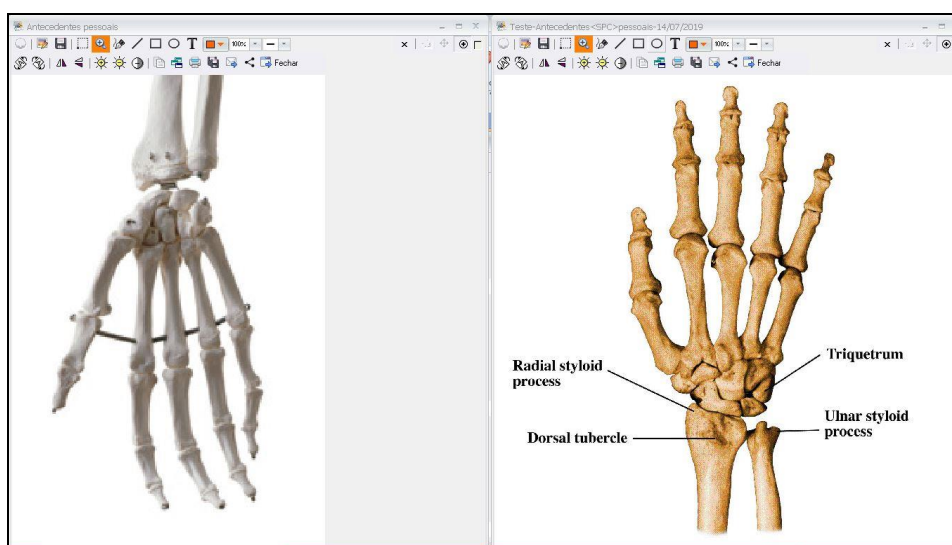 Antecedentes pessoais
T
100%
Fechar
Teste-Antecedentes<SPC>pessoais-14/07/2019
T
100%
Fechar
Radial styloid
process
Dorsal tubercle
Triquetrum
Ulnar styloid
process